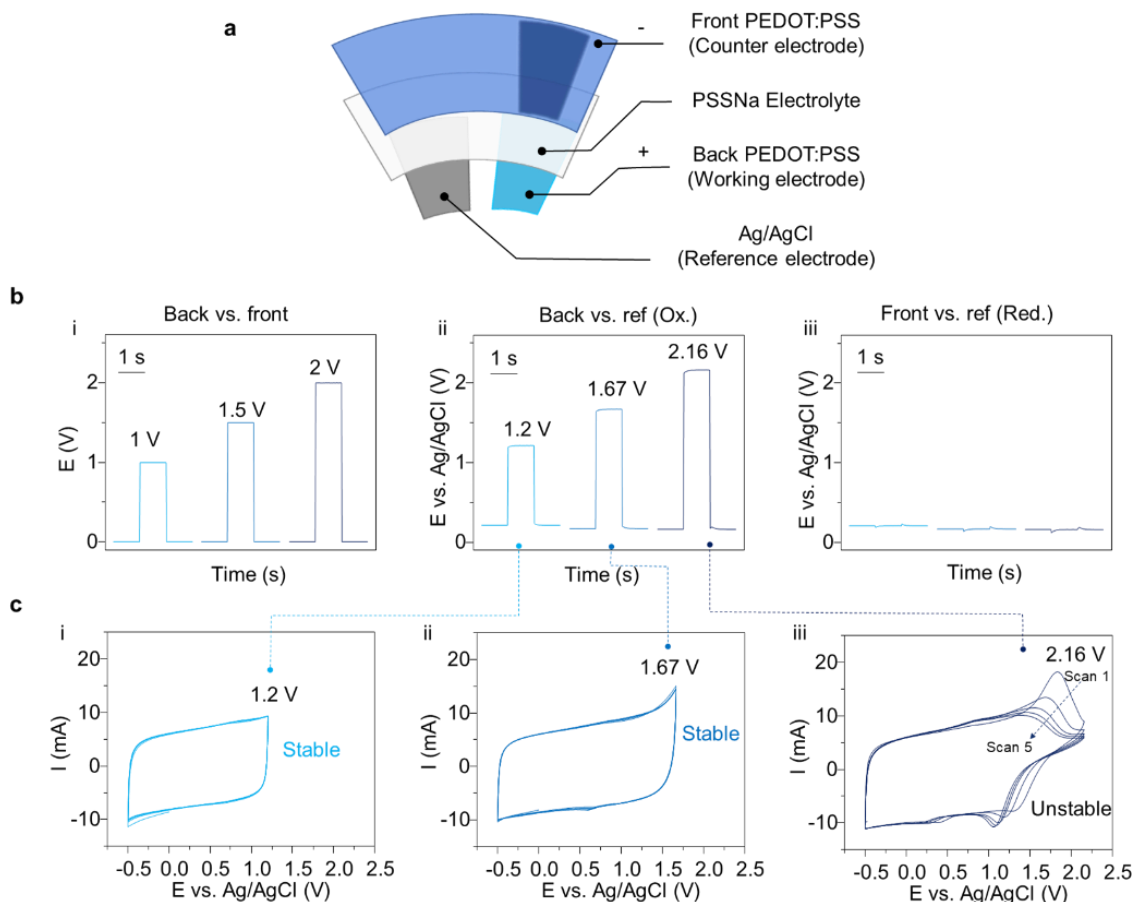 a
-
Front PEDOT:PSS
(Counter electrode)
PSSNa Electrolyte
+
Back PEDOT:PSS
(Working electrode)
Ag/AgCl
(Reference electrode)
b
i
Back vs. front
1 s
E (V)
2
1
0
1 V
1.5 V
2 V
Time (s)
ii
Back vs. ref (Ox.)
1 s
E vs. Ag/AgCl (V)
2
1
0
1.2 V
1.67 V
2.16 V
Time (s)
iii
Front vs. ref (Red.)
1 s
E vs. Ag/AgCl (V)
2
1
0
Time (s)
c
i
I (mA)
20
10
0
-10
1.2 V
Stable
-0.5 0.0 0.5 1.0 1.5 2.0 2.5
E vs. Ag/AgCl (V)
ii
I (mA)
20
10
0
-10
1.67 V
Stable
-0.5 0.0 0.5 1.0 1.5 2.0 2.5
E vs. Ag/AgCl (V)
iii
I (mA)
20
10
0
-10
2.16 V
Scan 1
Scan 5
Unstable
-0.5 0.0 0.5 1.0 1.5 2.0 2.5
E vs. Ag/AgCl (V)